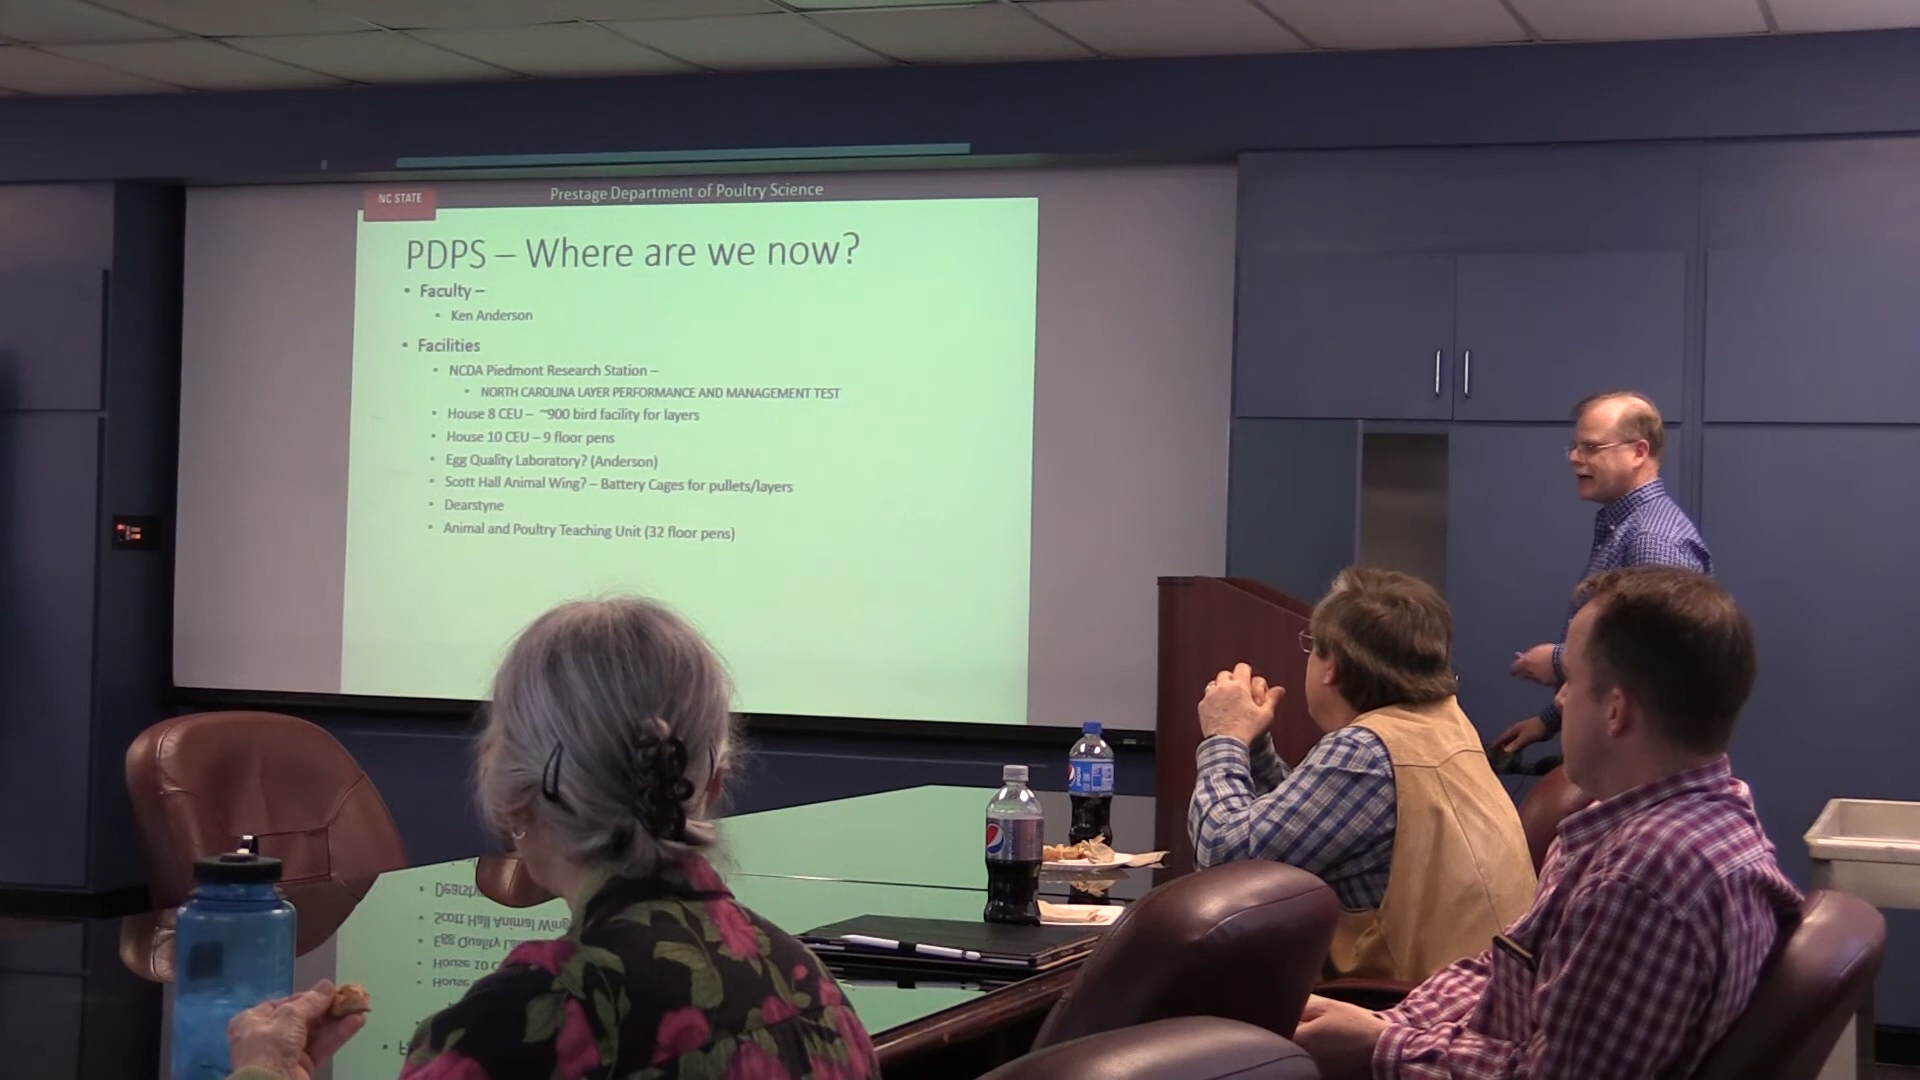 NC STATE
Prestage Department of Poultry Science
PDPS – Where are we now?
• Faculty –
• Ken Anderson
• Facilities
• NCDA Piedmont Research Station –
• NORTH CAROLINA LAYER PERFORMANCE AND MANAGEMENT TEST
• House 8 CEU – ~900 bird facility for layers
• House 10 CEU – 9 floor pens
• Egg Quality Laboratory? (Anderson)
• Scott Hall Animal Wing? – Battery Cages for pullets/layers
• Dearstyne
• Animal and Poultry Teaching Unit (32 floor pens)